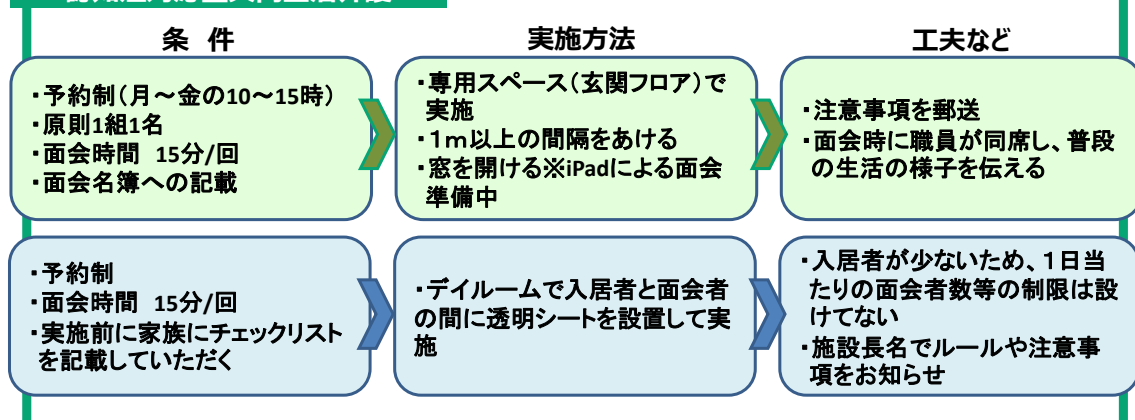 条 件
実施方法
工夫など
・予約制（月～金の10～15時）
・原則1組1名
・面会時間 15分/回
・面会名簿への記載
・専用スペース（玄関フロア）で
実施
・１ｍ以上の間隔をあける
・窓を開ける※iPadによる面会
準備中
・注意事項を郵送
・面会時に職員が同席し、普段
の生活の様子を伝える
・予約制
・面会時間 15分/回
・実施前に家族にチェックリスト
を記載していただく
・デイルームで入居者と面会者
の間に透明シートを設置して実
施
・入居者が少ないため、１日当
たりの面会者数等の制限は設
けてない
・施設長名でルールや注意事
項をお知らせ